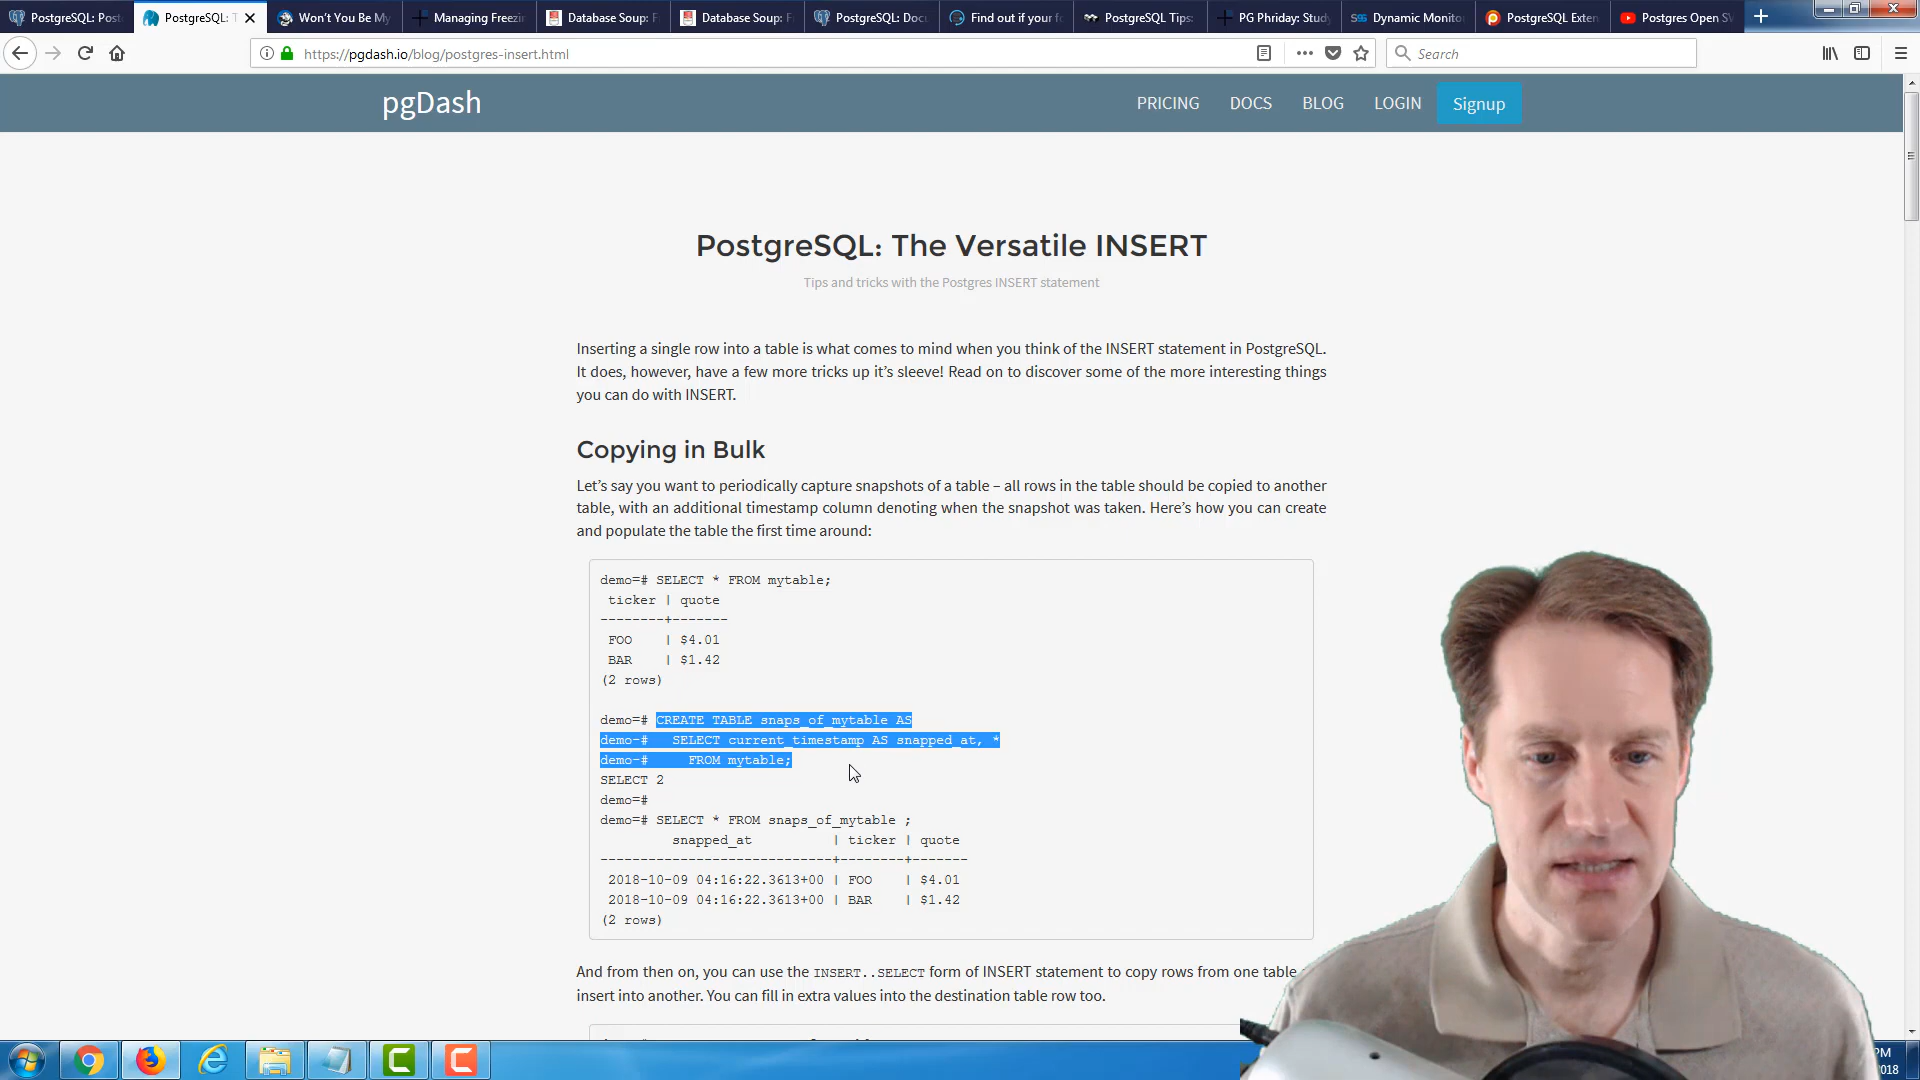 PostgreSQL: Pos
PostgreSQL: T
Won't You Be My
Managing Freezin
Database Soup: F
Database Soup: F
PostgreSQL: Docu
Find out if your fo
PostgreSQL Tips:
PG Phriday: Stud
Dynamic Monito
PostgreSQL Exten
Postgres Open SV
https://pgdash.io/blog/postgres-insert.html
Search
pgDash
PRICING
DOCS
BLOG
LOGIN
Signup
PostgreSQL: The Versatile INSERT
Tips and tricks with the Postgres INSERT statement
Inserting a single row into a table is what comes to mind when you think of the INSERT statement in PostgreSQL.
It does, however, have a few more tricks up it's sleeve! Read on to discover some of the more interesting things
you can do with INSERT.
Copying in Bulk
Let's say you want to periodically capture snapshots of a table – all rows in the table should be copied to another
table, with an additional timestamp column denoting when the snapshot was taken. Here's how you can create
and populate the table the first time around:
demo=# SELECT * FROM mytable;
ticker | quote
--------+-------
FOO    | $4.01
BAR    | $1.42
(2 rows)
demo=# CREATE TABLE snaps_of_mytable AS
demo-#   SELECT current_timestamp AS snapped_at, *
demo-#     FROM mytable;
SELECT 2
demo=#
demo=# SELECT * FROM snaps_of_mytable ;
snapped_at          | ticker | quote
-----------------------------+--------+-------
2018-10-09 04:16:22.3613+00 | FOO    | $4.01
2018-10-09 04:16:22.3613+00 | BAR    | $1.42
(2 rows)
And from then on, you can use the INSERT..SELECT form of INSERT statement to copy rows from one table
insert into another. You can fill in extra values into the destination table row too.
PM
2018